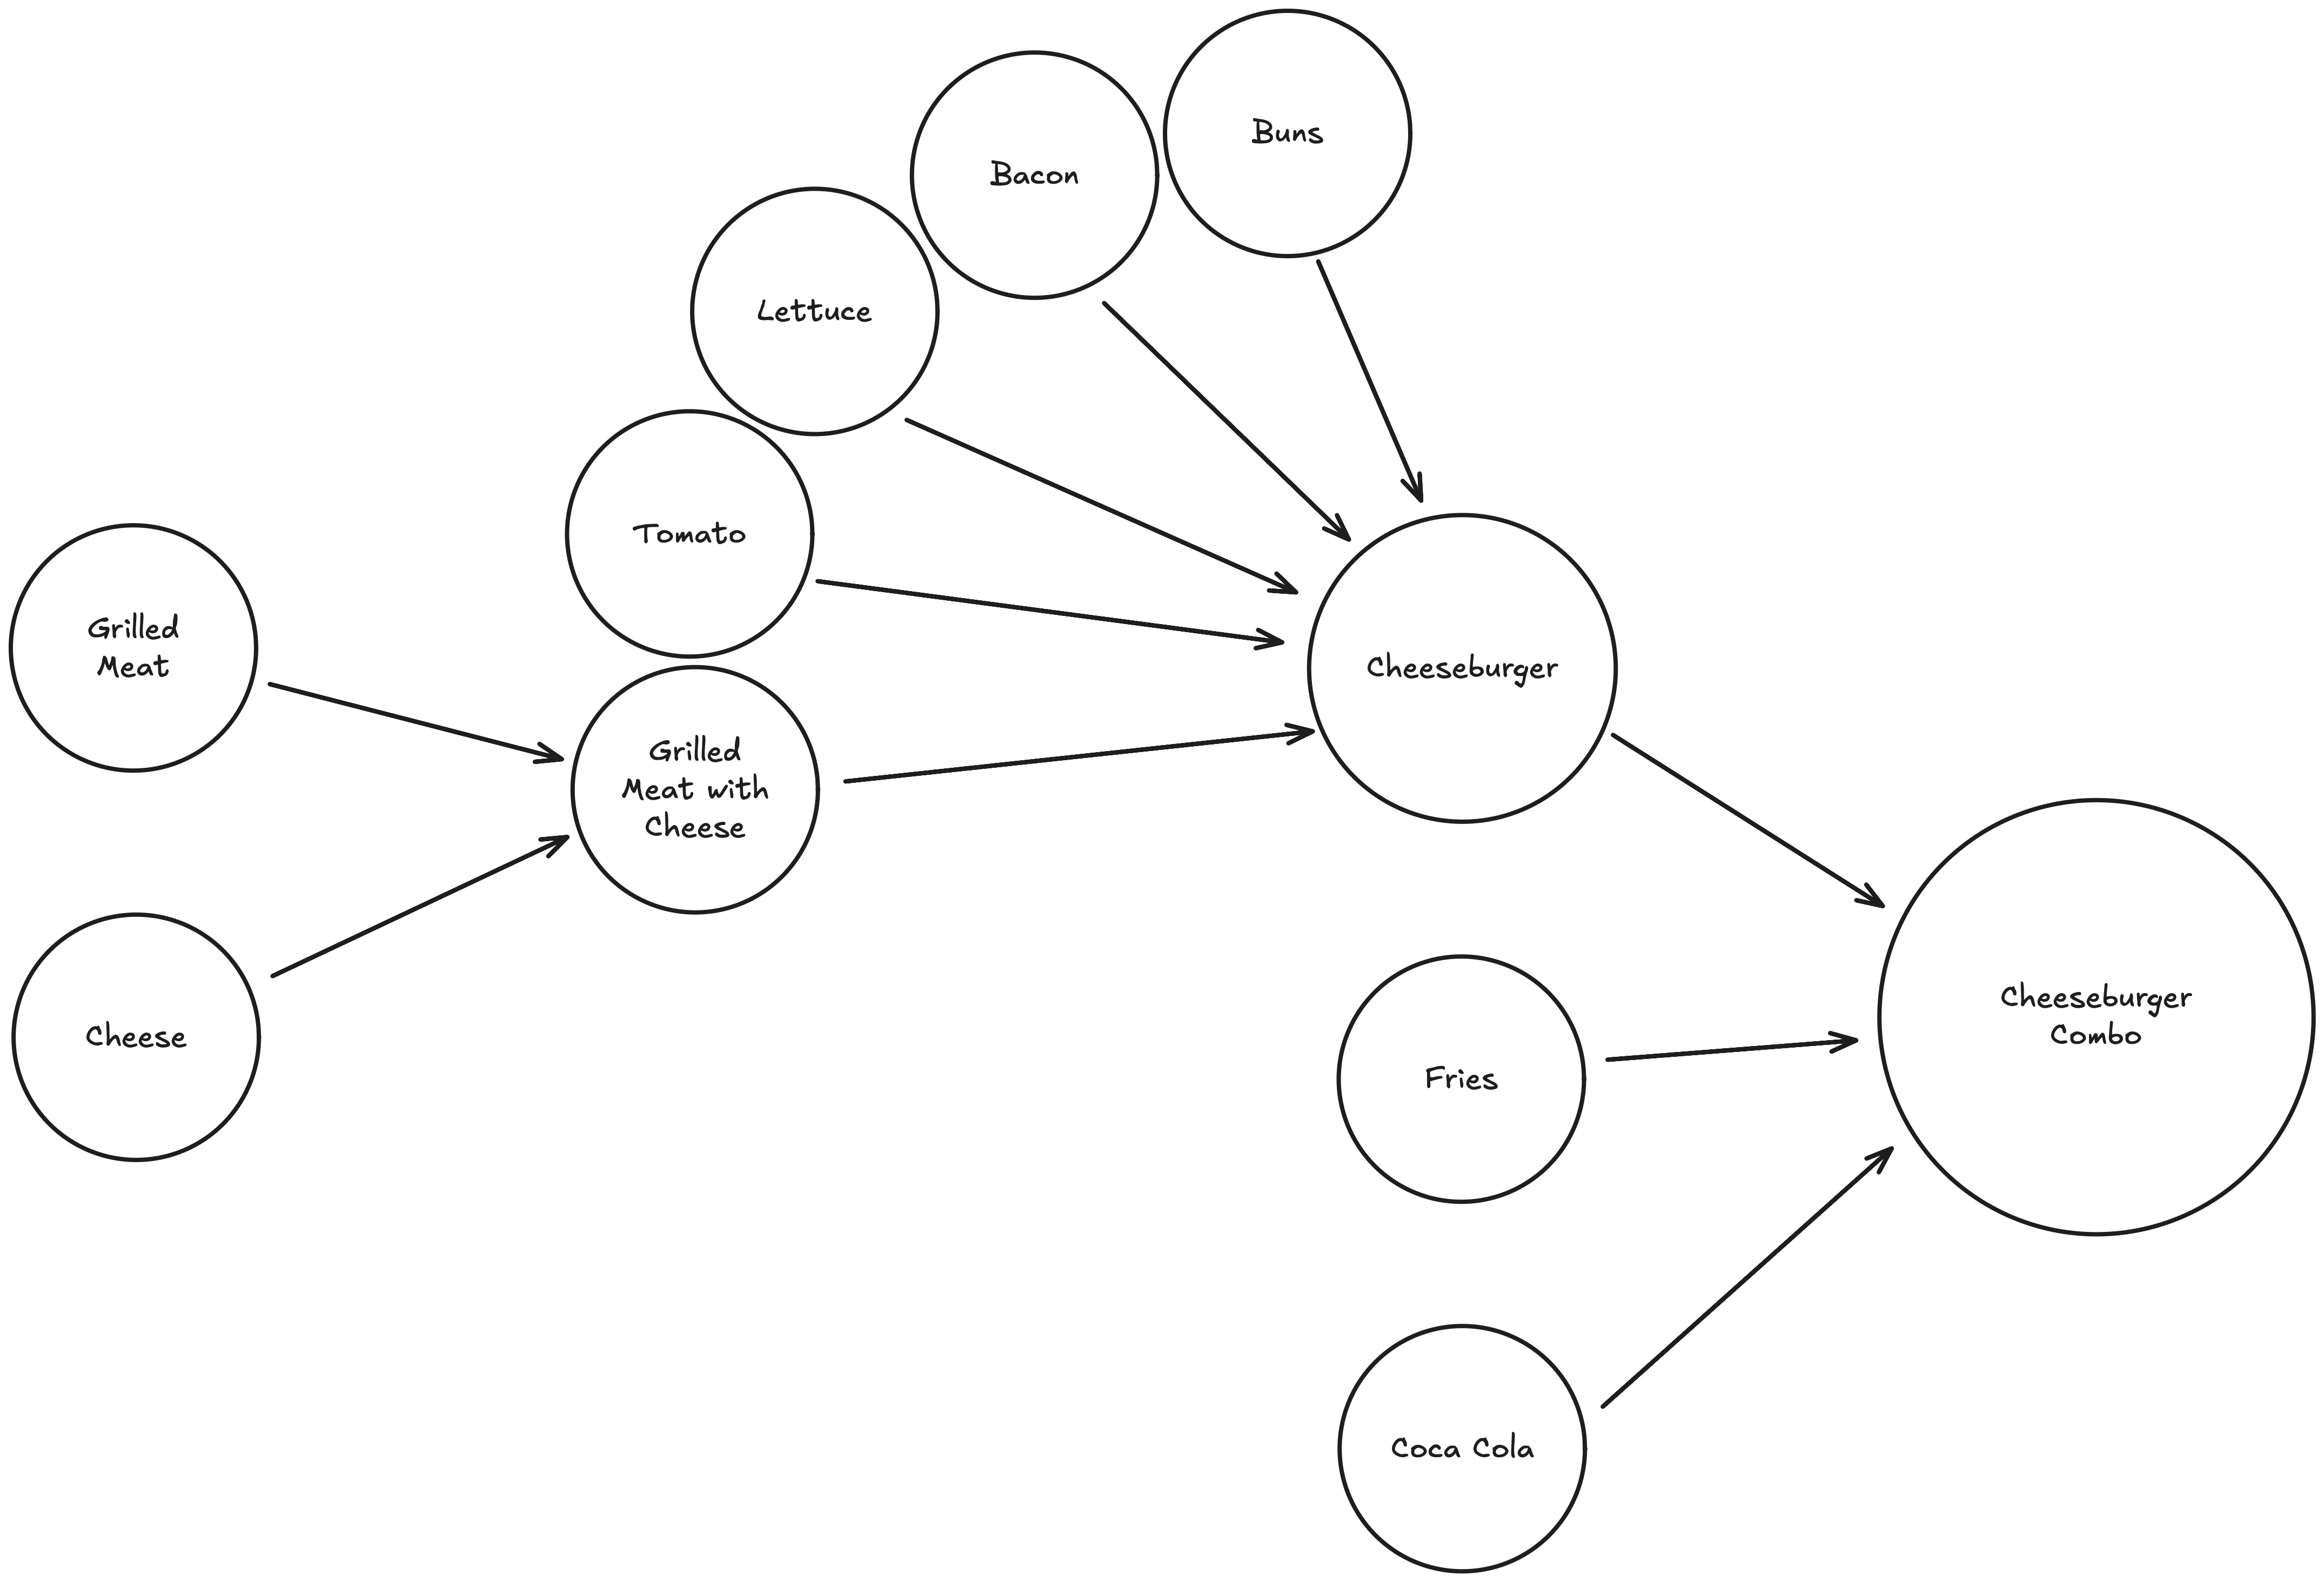 Buns
Bacon
Lettuce
Tomato
Grilled
Meat
Cheeseburger
Grilled
Meat with
Cheese
Cheese
Cheeseburger
Combo
Fries
Coca Cola